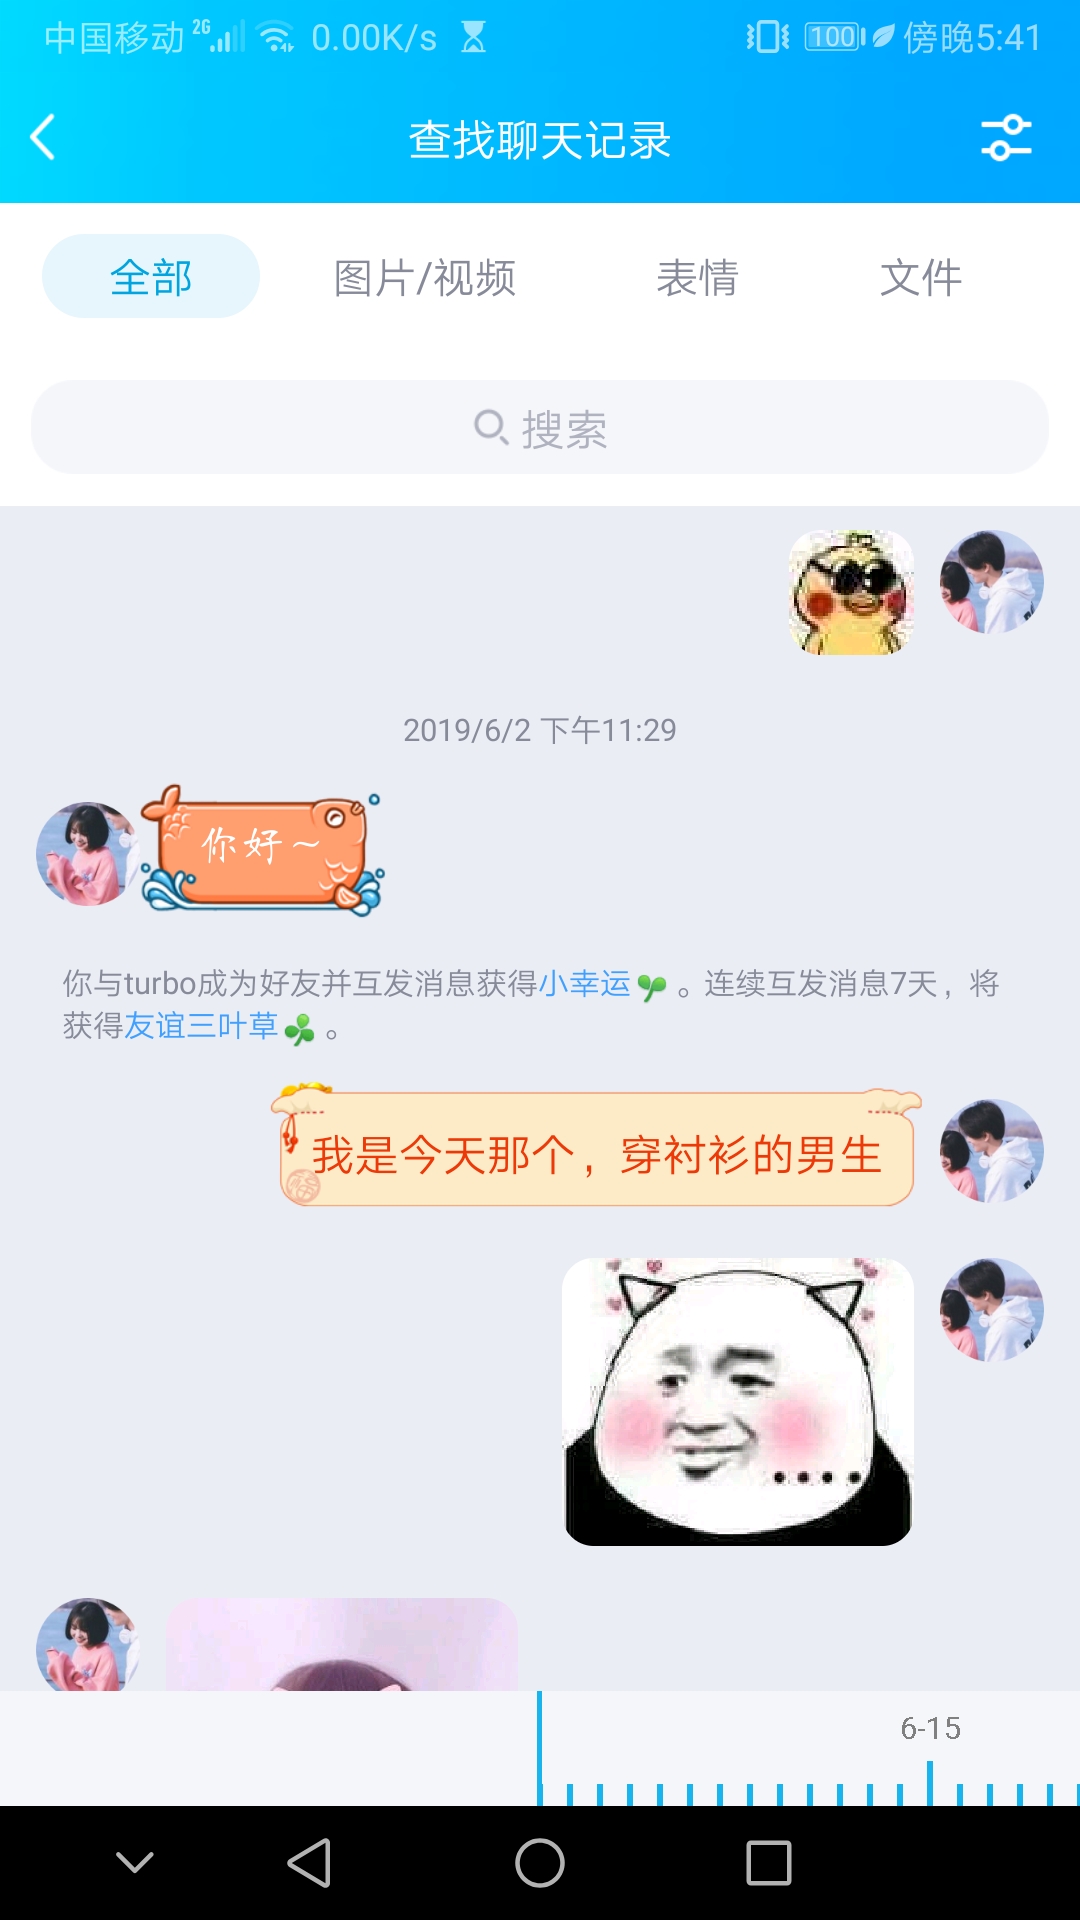 中国移动 2G 0.00K/s 100 傍晚5:41
查找聊天记录
全部 图片/视频 表情 文件
搜索
2019/6/2 下午11:29
你好~
你与turbo成为好友并互发消息获得小幸运。连续互发消息7天，将
获得友谊三叶草。
我是今天那个，穿衬衫的男生
福
....
6-15